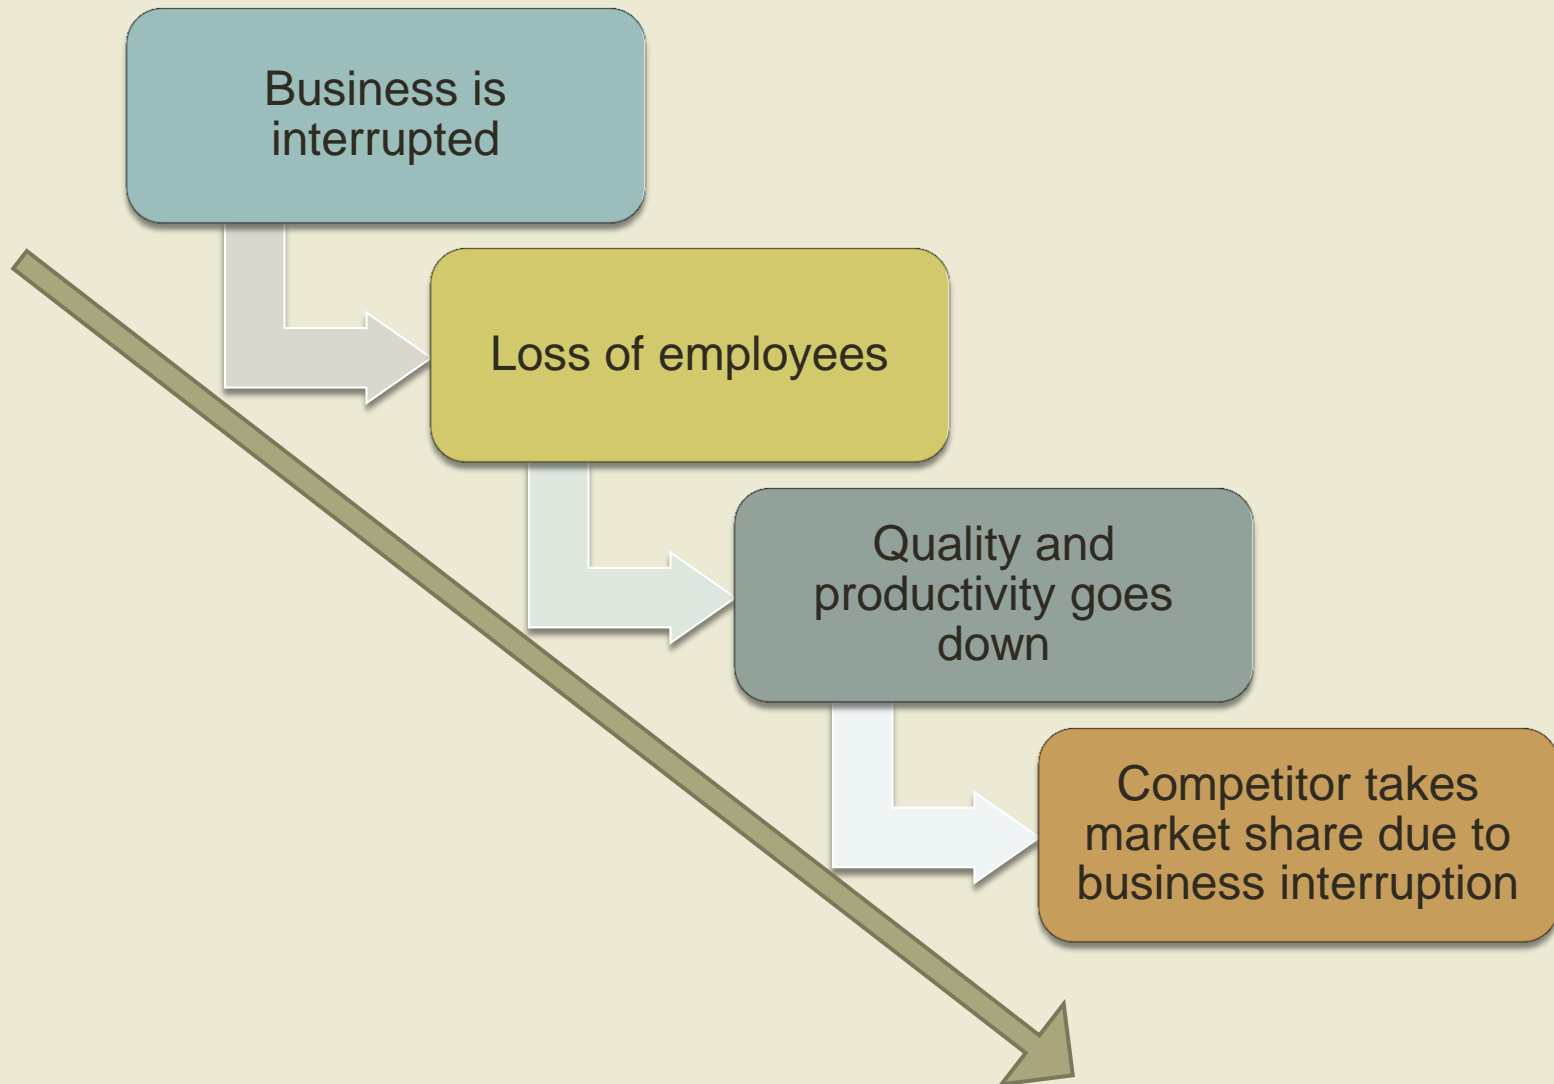 Business is
interrupted
Loss of employees
Quality and
productivity goes
down
Competitor takes
market share due to
business interruption